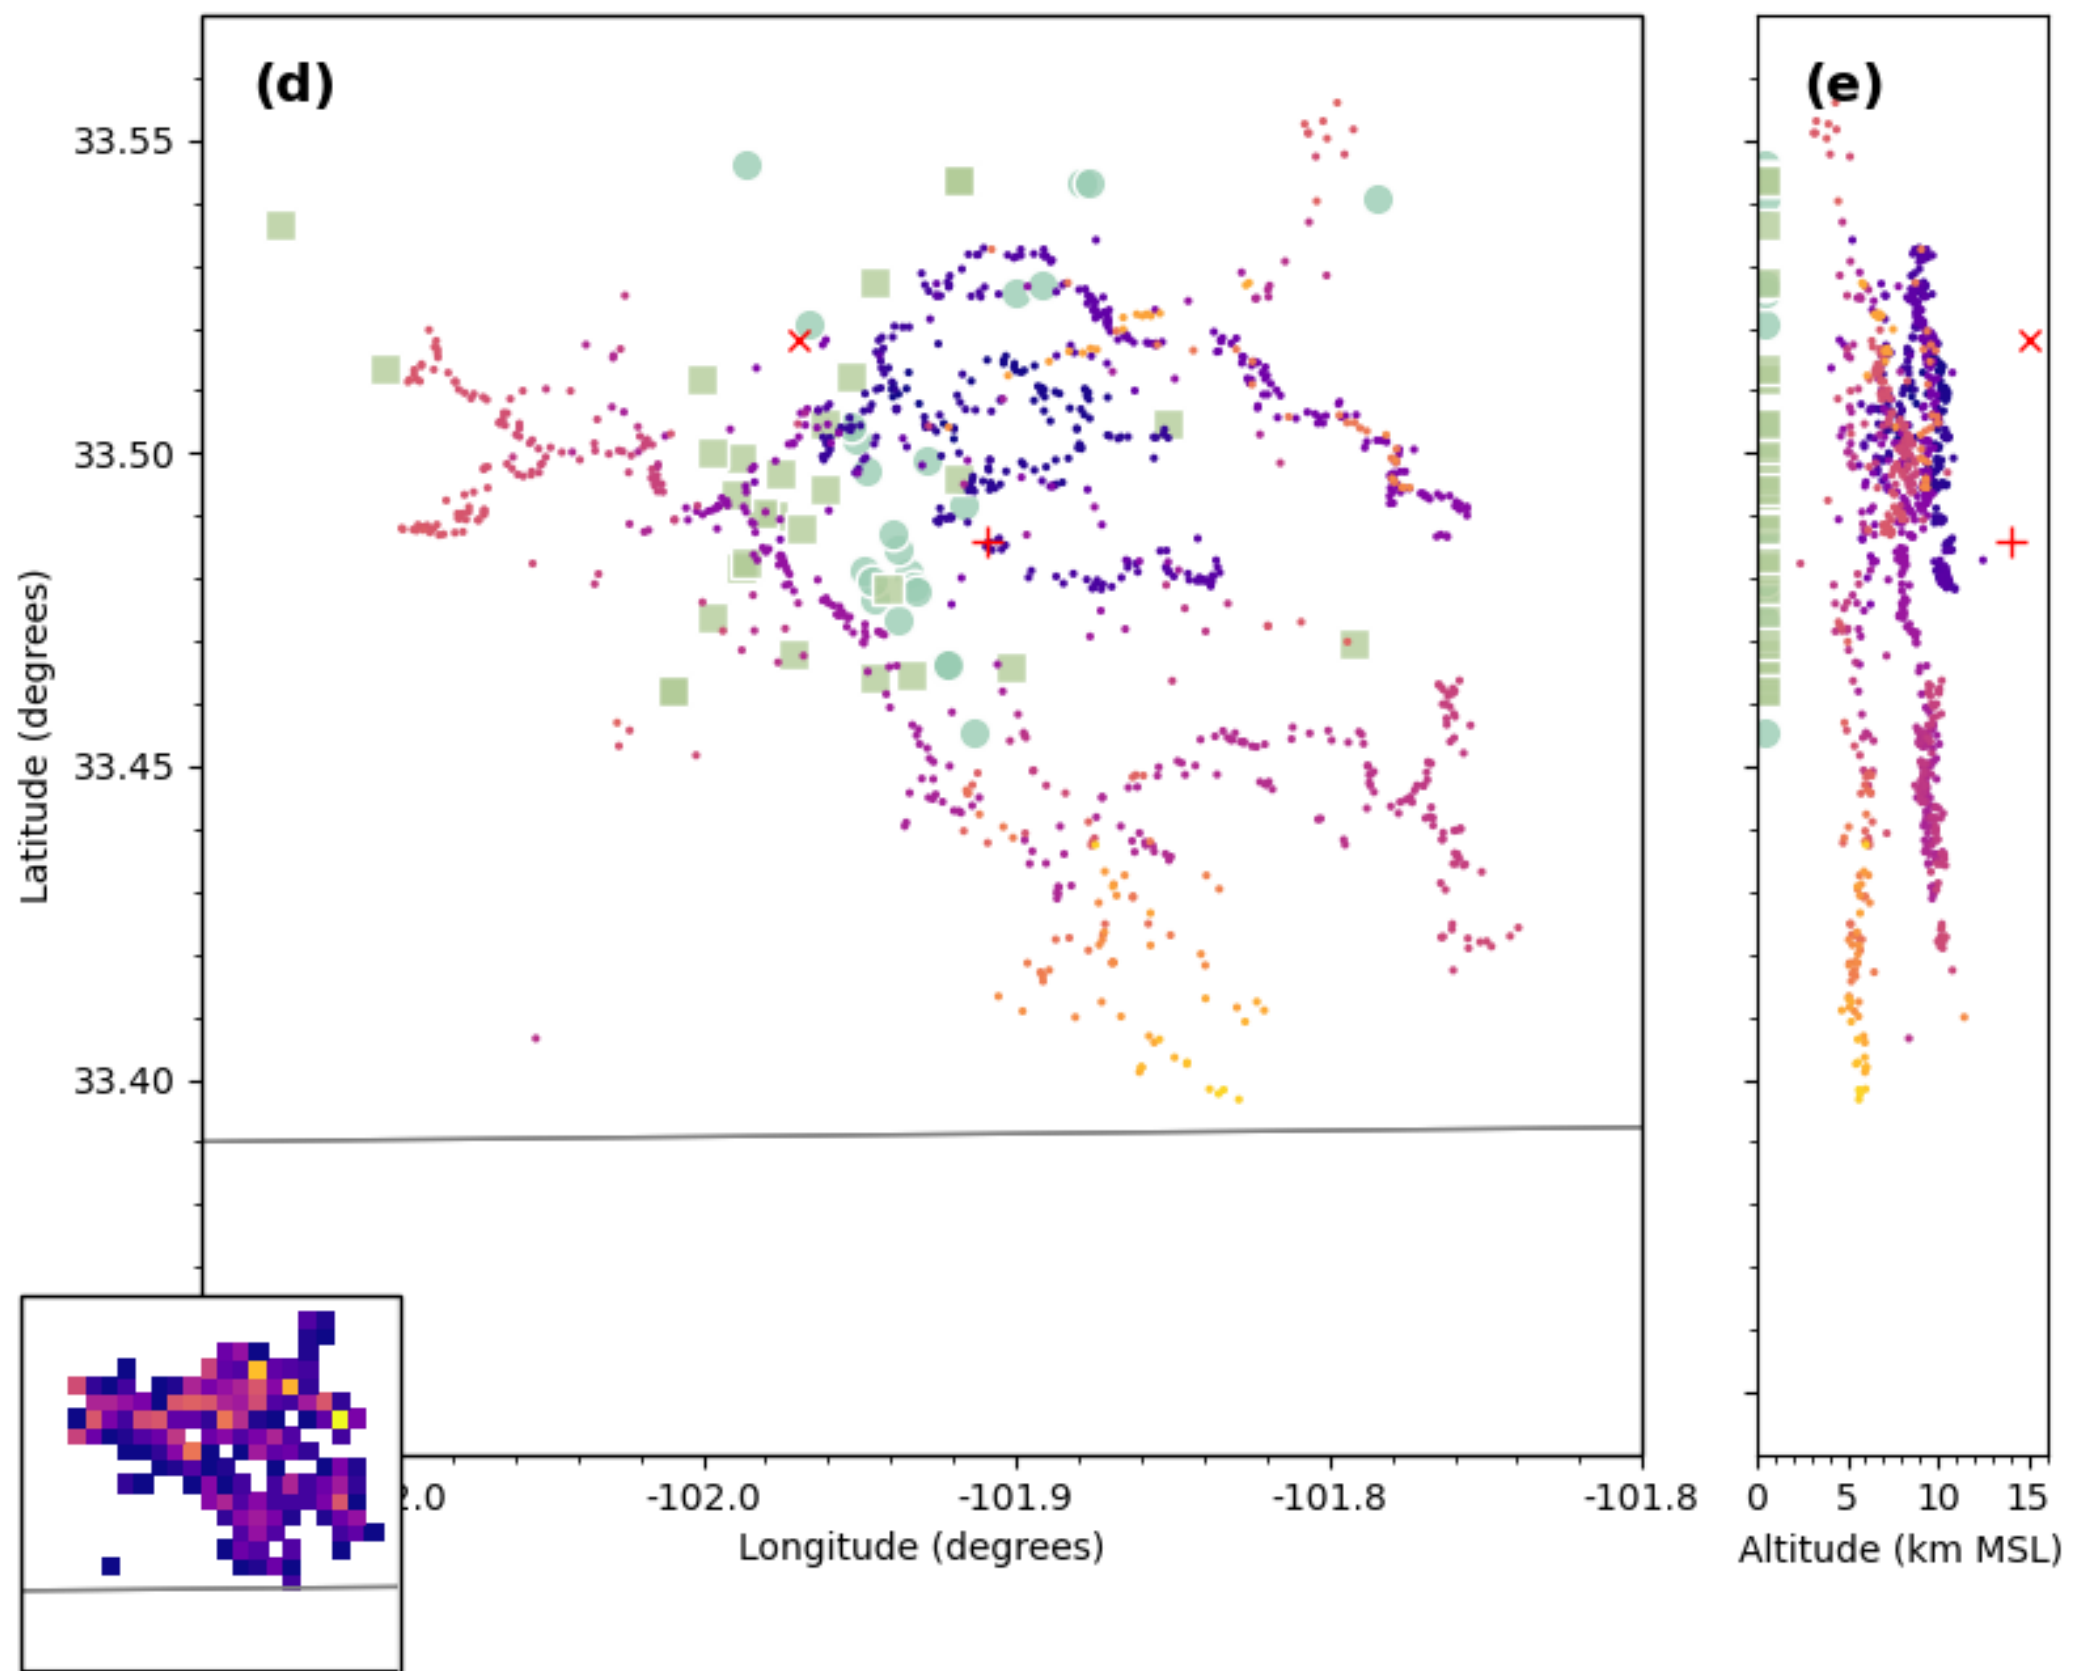 (d)
(e)
33.55
33.50
33.45
33.40
Latitude (degrees)
2.0
-102.0
-101.9
-101.8
-101.8
0
5
10
15
Longitude (degrees)
Altitude (km MSL)